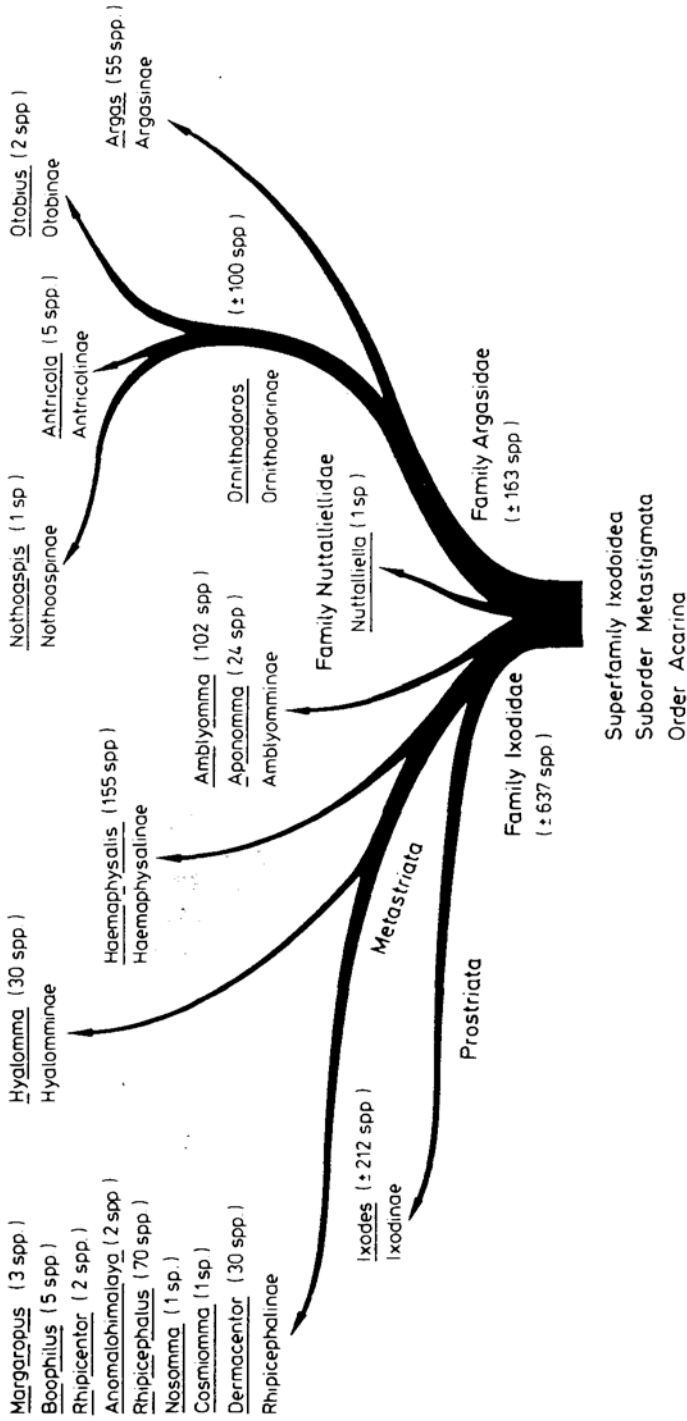 Margaropus (3 spp.)
Boophilus (5 spp)
Rhipicentor (2 spp.)
Anomalohimalaya (2 spp)
Rhipicephalus (70 spp.)
Nosomma (1 sp.)
Cosmiomma (1 sp)
Dermacentor (30 spp.)
Rhipicephalinae
Hyalomma (30 spp.)
Hyalomminae
Haemaphysalis (155 spp)
Haemaphysalinae
Amblyomma (102 spp)
Aponomma (24 spp)
Amblyomminae
Nothoaspis (1 sp)
Nothoaspinae
Antricola (5 spp.)
Antricolinae
Otobius (2 spp)
Otobinae
Argas (55 spp.)
Argasinae
Ornithodoros (±100 spp)
Ornithodorinae
Family Nuttalliellidae
Nuttalliella (1 sp)
Ixodes (±212 spp)
Ixodinae
Metastriata
Prostriata
Family Ixodidae
(±637 spp.)
Family Argasidae
(±163 spp)
Superfamily Ixodoidea
Suborder Metastigmata
Order Acarina